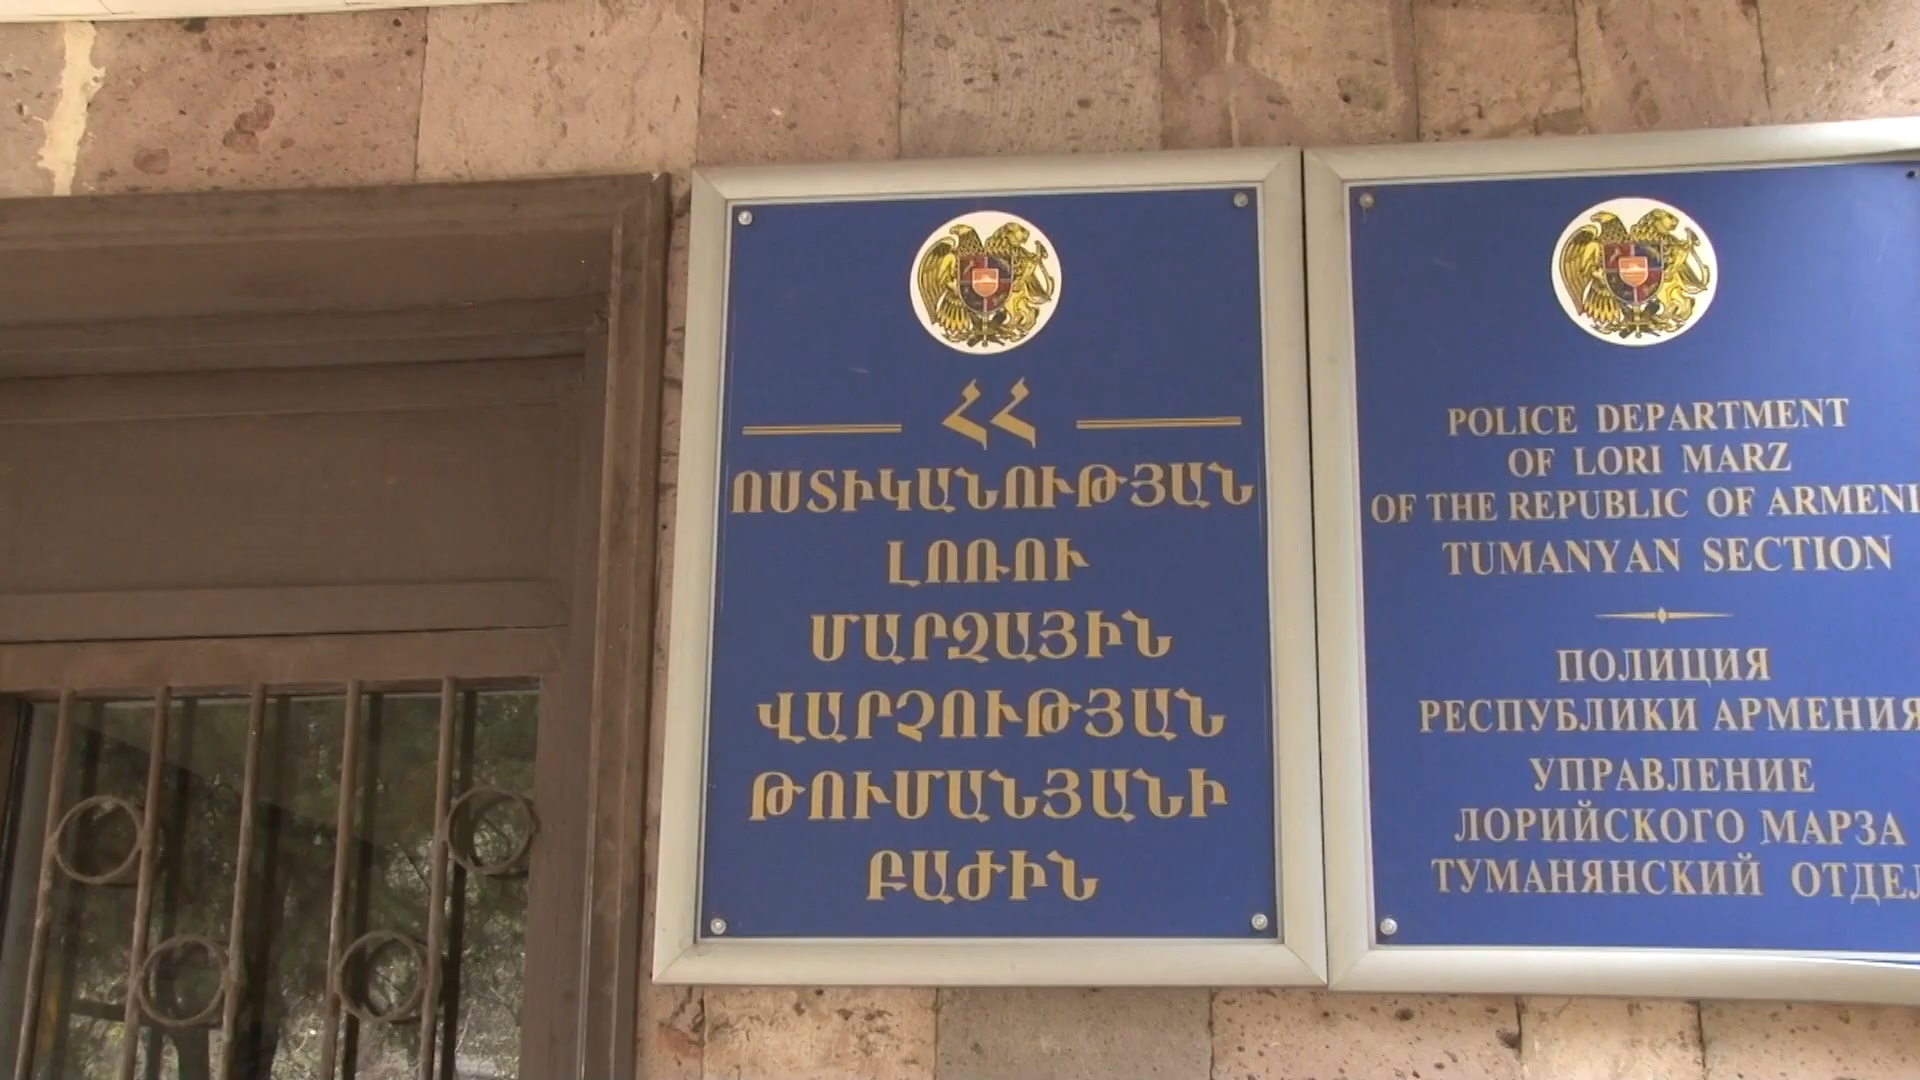 ՀՀ
ՈՍՏԻԿԱՆՈՒԹՅԱՆ
ԼՈՌՈՒ
ՄԱՐԶԱՅԻՆ
ՎԱՐՉՈՒԹՅԱՆ
ԹՈՒՄԱՆՅԱՆԻ
ԲԱԺԻՆ
POLICE DEPARTMENT
OF LORI MARZ
OF THE REPUBLIC OF ARMENI
TUMANYAN SECTION
ПОЛИЦИЯ
РЕСПУБЛИКИ АРМЕНИЯ
УПРАВЛЕНИЕ
ЛОРИЙСКОГО МАРЗА
ТУМАНЯНСКИЙ ОТДЕЛ